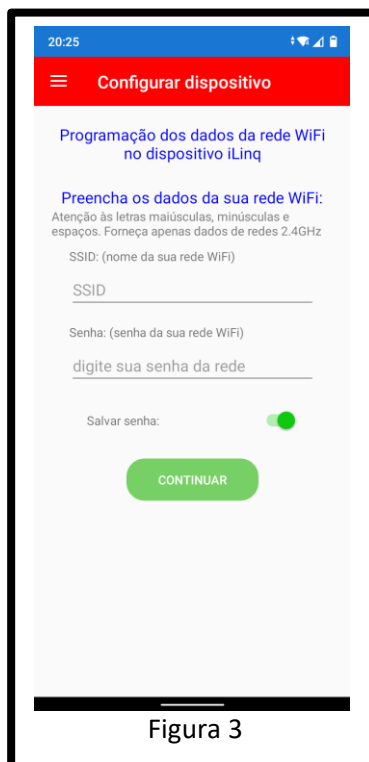 20:25
Configurar dispositivo
Programação dos dados da rede WiFi
no dispositivo iLinq
Preencha os dados da sua rede WiFi:
Atenção às letras maiúsculas, minúsculas e
espaços. Forneça apenas dados de redes 2.4GHz
SSID: (nome da sua rede WiFi)
SSID
Senha: (senha da sua rede WiFi)
digite sua senha da rede
Salvar senha:
CONTINUAR
Figura 3